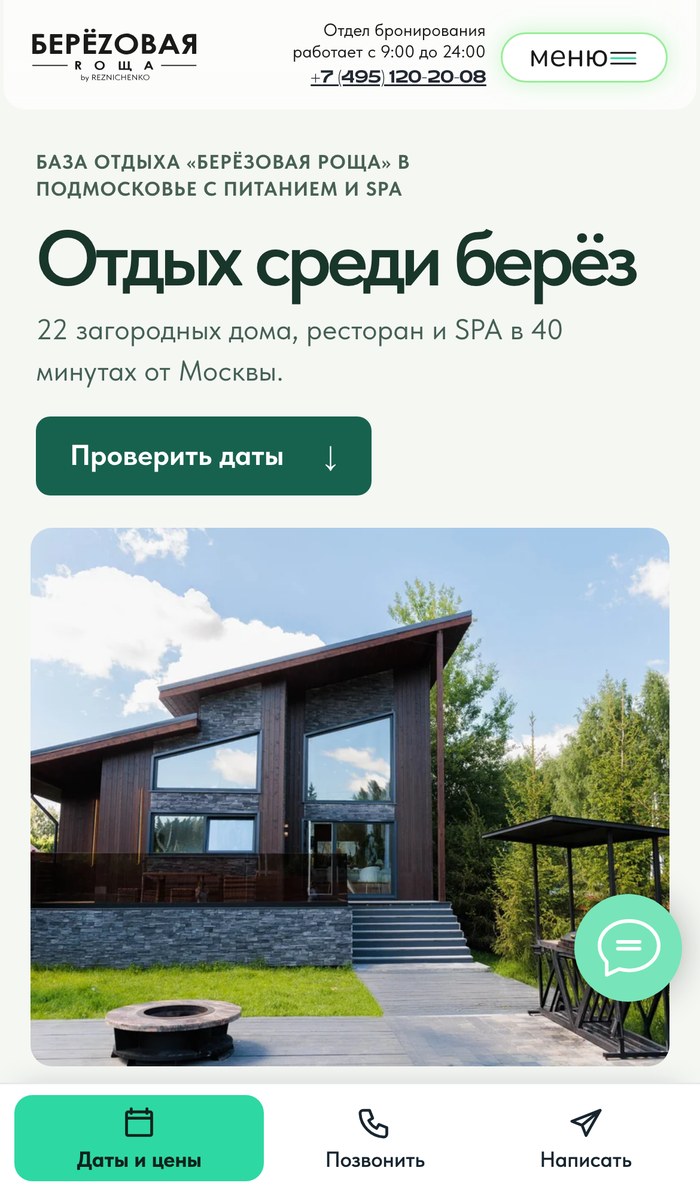 БЕРЁZОВАЯ
РОЩА
by REZNICHENKO
Отдел бронирования
работает с 9:00 до 24:00
+7 (495) 120-20-08
меню
БАЗА ОТДЫХА «БЕРЁЗОВАЯ РОЩА» В
ПОДМОСКОВЬЕ С ПИТАНИЕМ И SPA
Отдых среди берёз
22 загородных дома, ресторан и SPA в 40
минутах от Москвы.
Проверить даты ↓
Даты и цены
Позвонить
Написать